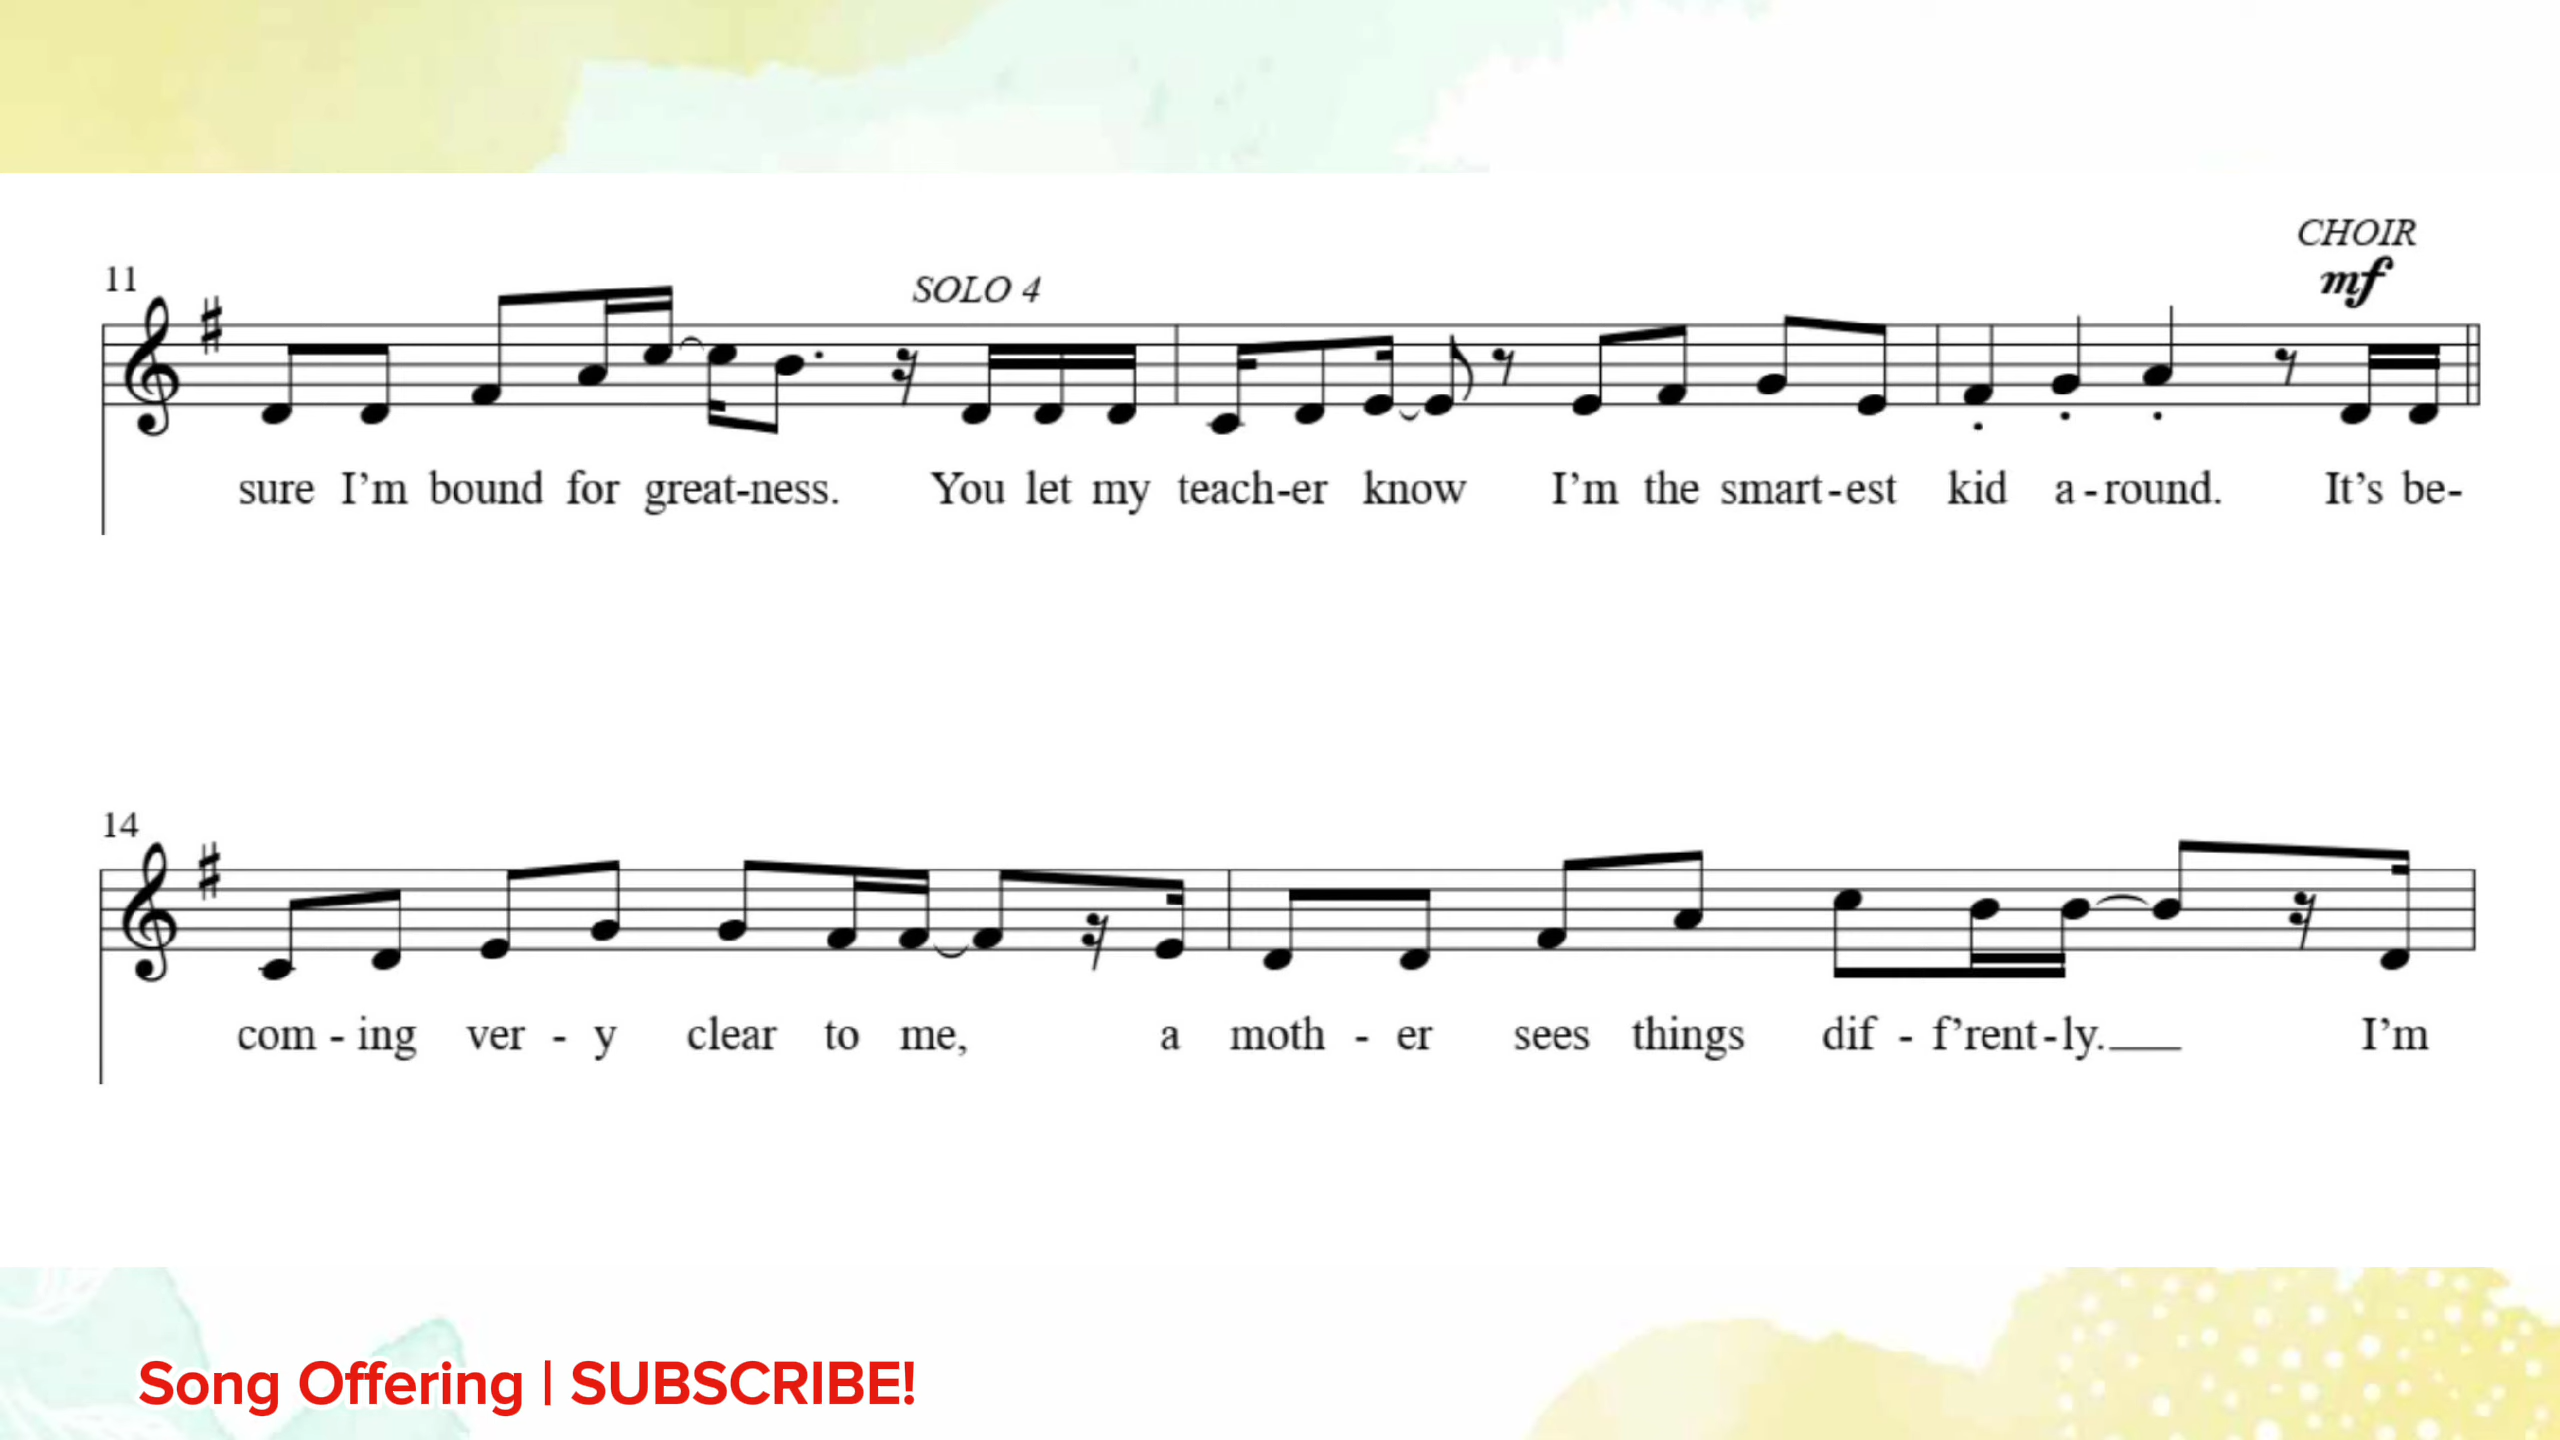 CHOIR
mf
11
SOLO 4
sure I'm bound for great-ness. You let my teach-er know I'm the smart-est kid a-round. It's be-
14
com - ing ver - y clear to me, a moth - er sees things dif - f'rent-ly.___ I'm
Song Offering | SUBSCRIBE!